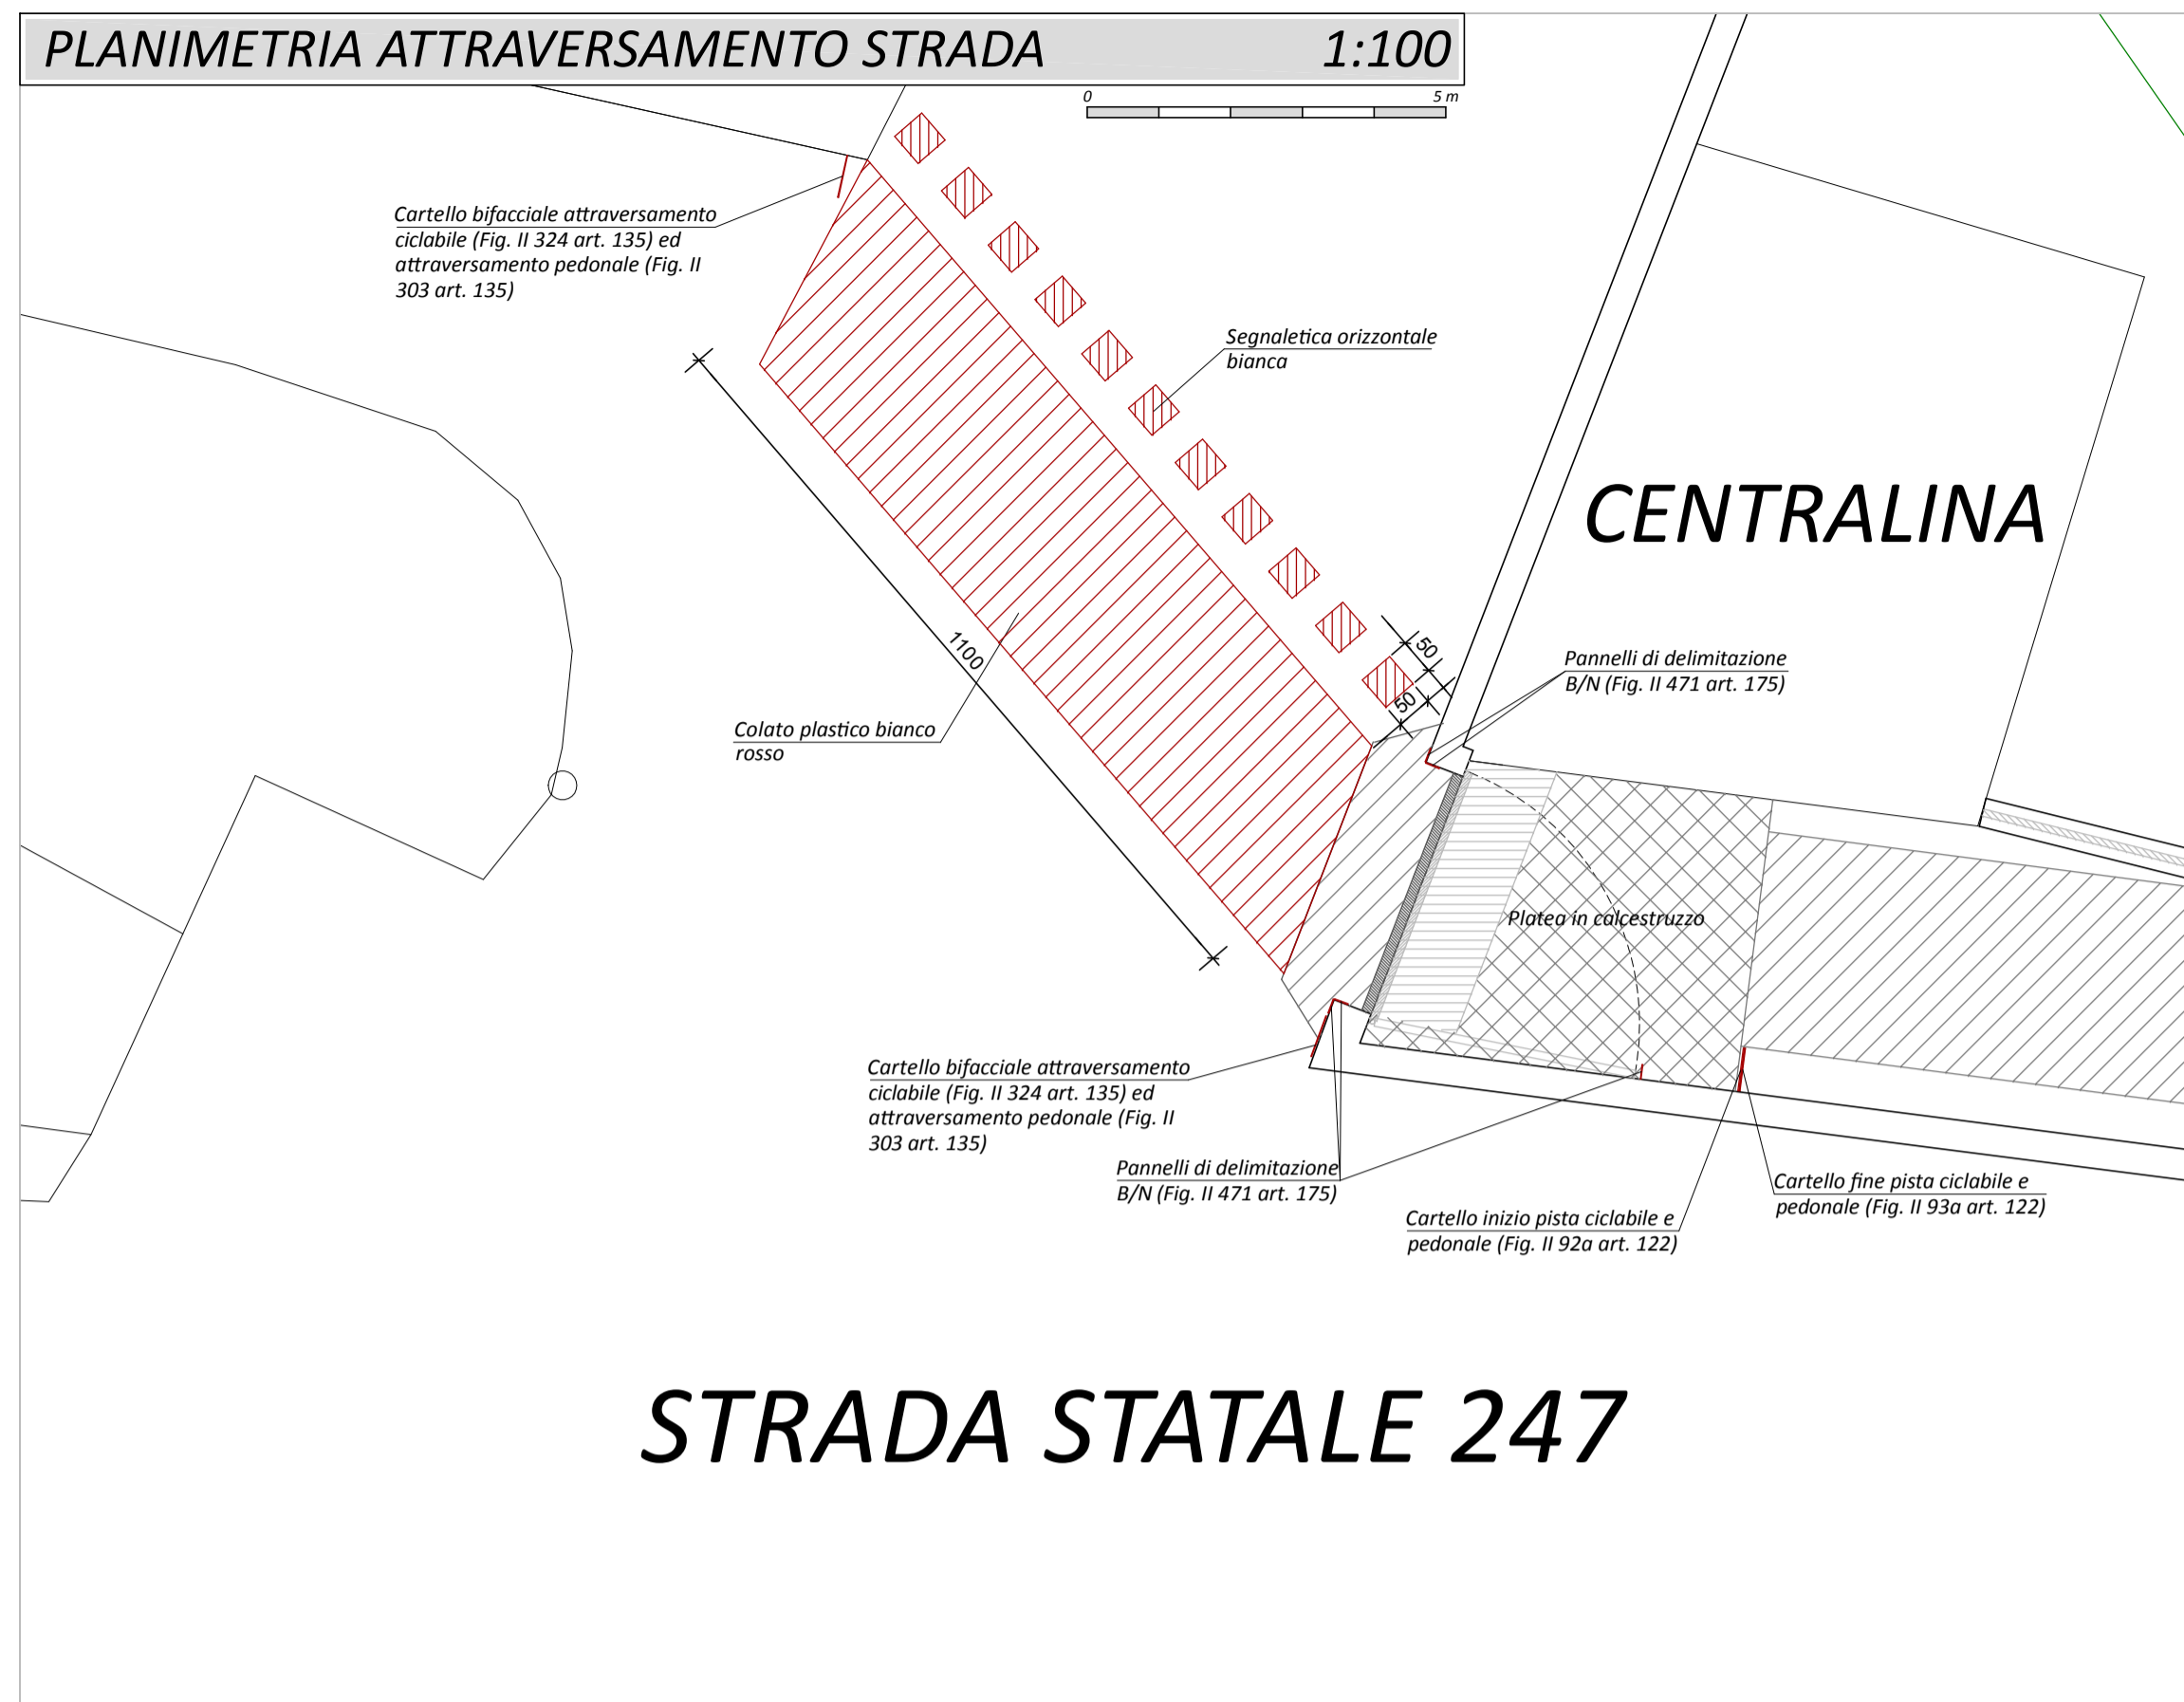 PLANIMETRIA ATTRAVERSAMENTO STRADA 1:100
0 5 m
Cartello bifacciale attraversamento
ciclabile (Fig. II 324 art. 135) ed
attraversamento pedonale (Fig. II
303 art. 135)
Segnaletica orizzontale
bianca
CENTRALINA
1100
50
50
Pannelli di delimitazione
B/N (Fig. II 471 art. 175)
Colato plastico bianco
rosso
Platea in calcestruzzo
Cartello bifacciale attraversamento
ciclabile (Fig. II 324 art. 135) ed
attraversamento pedonale (Fig. II
303 art. 135)
Pannelli di delimitazione
B/N (Fig. II 471 art. 175)
Cartello inizio pista ciclabile e
pedonale (Fig. II 92a art. 122)
Cartello fine pista ciclabile e
pedonale (Fig. II 93a art. 122)
STRADA STATALE 247